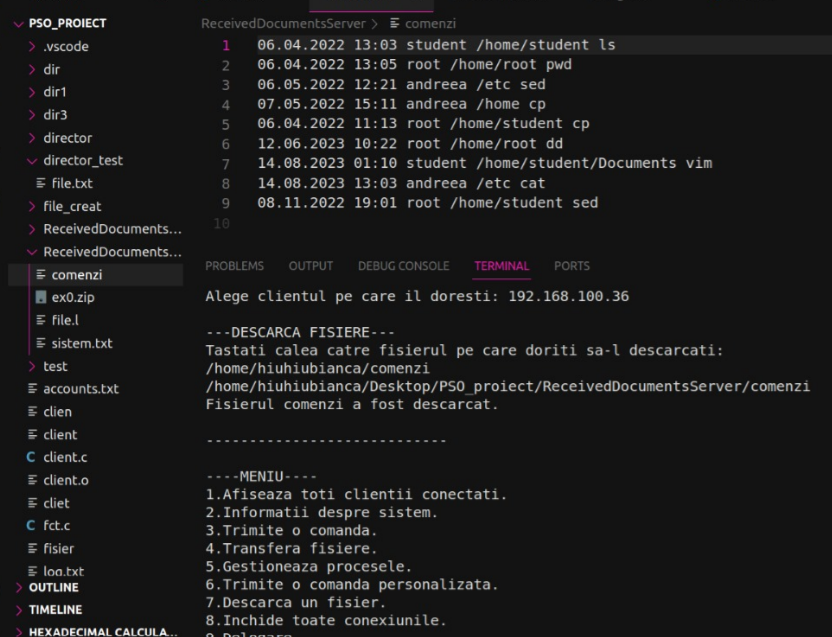 PSO_PROIECT
.vscode
dir
dir1
dir3
director
director_test
file.txt
file_creat
ReceivedDocuments...
ReceivedDocuments...
comenzi
ex0.zip
file.l
sistem.txt
test
accounts.txt
clien
client
client.c
client.o
cliet
fct.c
fisier
log.txt
OUTLINE
TIMELINE
HEXADECIMAL CALCULA...
ReceivedDocumentsServer > comenzi
1 06.04.2022 13:03 student /home/student ls
2 06.04.2022 13:05 root /home/root pwd
3 06.05.2022 12:21 andreea /etc sed
4 07.05.2022 15:11 andreea /home cp
5 06.04.2022 11:13 root /home/student cp
6 12.06.2023 10:22 root /home/root dd
7 14.08.2023 01:10 student /home/student/Documents vim
8 14.08.2023 13:03 andreea /etc cat
9 08.11.2022 19:01 root /home/student sed
10
PROBLEMS OUTPUT DEBUG CONSOLE TERMINAL PORTS
Alege clientul pe care il doresti: 192.168.100.36
---DESCARCA FISIERE---
Tastati calea catre fisierul pe care doriti sa-l descarcati:
/home/hiuhiubianca/comenzi
/home/hiuhiubianca/Desktop/PSO_proiect/ReceivedDocumentsServer/comenzi
Fisierul comenzi a fost descarcat.
----------------------------
----MENIU----
1.Afiseaza toti clientii conectati.
2.Informatii despre sistem.
3.Trimite o comanda.
4.Transfera fisiere.
5.Gestioneaza procesele.
6.Trimite o comanda personalizata.
7.Descarca un fisier.
8.Inchide toate conexiunile.